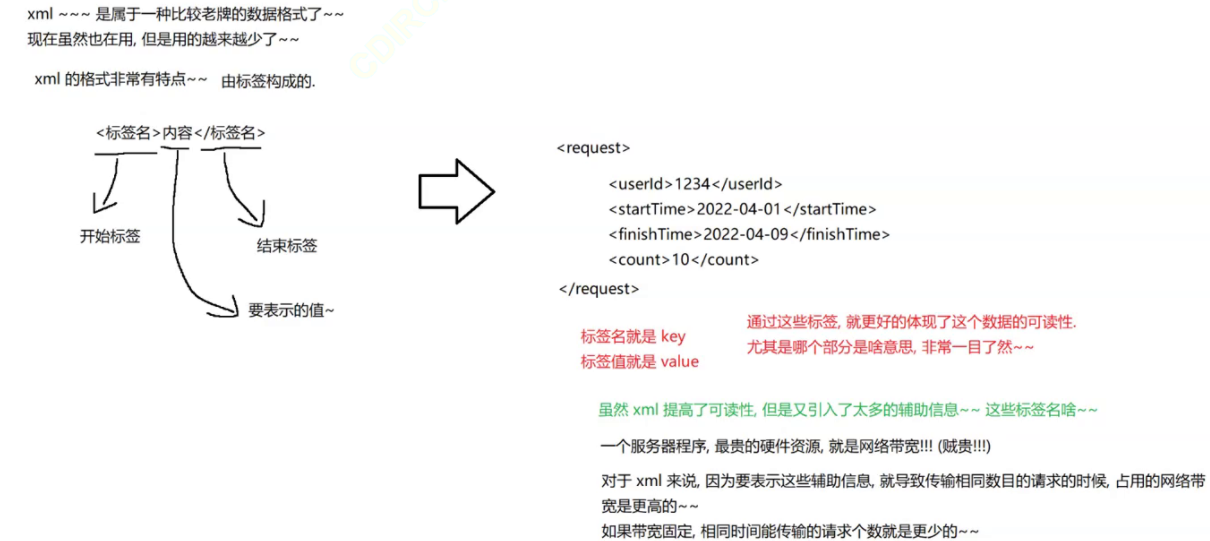 xml ~~~ 是属于一种比较老牌的数据格式了~~
现在虽然也在用, 但是用的越来越少了~~
xml 的格式非常有特点~~ 由标签构成的.
<标签名>内容</标签名>
开始标签
结束标签
要表示的值~
<request>
<userId>1234</userId>
<startTime>2022-04-01</startTime>
<finishTime>2022-04-09</finishTime>
<count>10</count>
</request>
标签名就是 key
标签值就是 value
通过这些标签, 就更好的体现了这个数据的可读性.
尤其是哪个部分是啥意思, 非常一目了然~~
虽然 xml 提高了可读性, 但是又引入了太多的辅助信息~~ 这些标签名啥~~
一个服务器程序, 最贵的硬件资源, 就是网络带宽!!! (贼贵!!!)
对于 xml 来说, 因为要表示这些辅助信息, 就导致传输相同数目的请求的时候, 占用的网络带
宽是更高的~~
如果带宽固定, 相同时间能传输的请求个数就是更少的~~